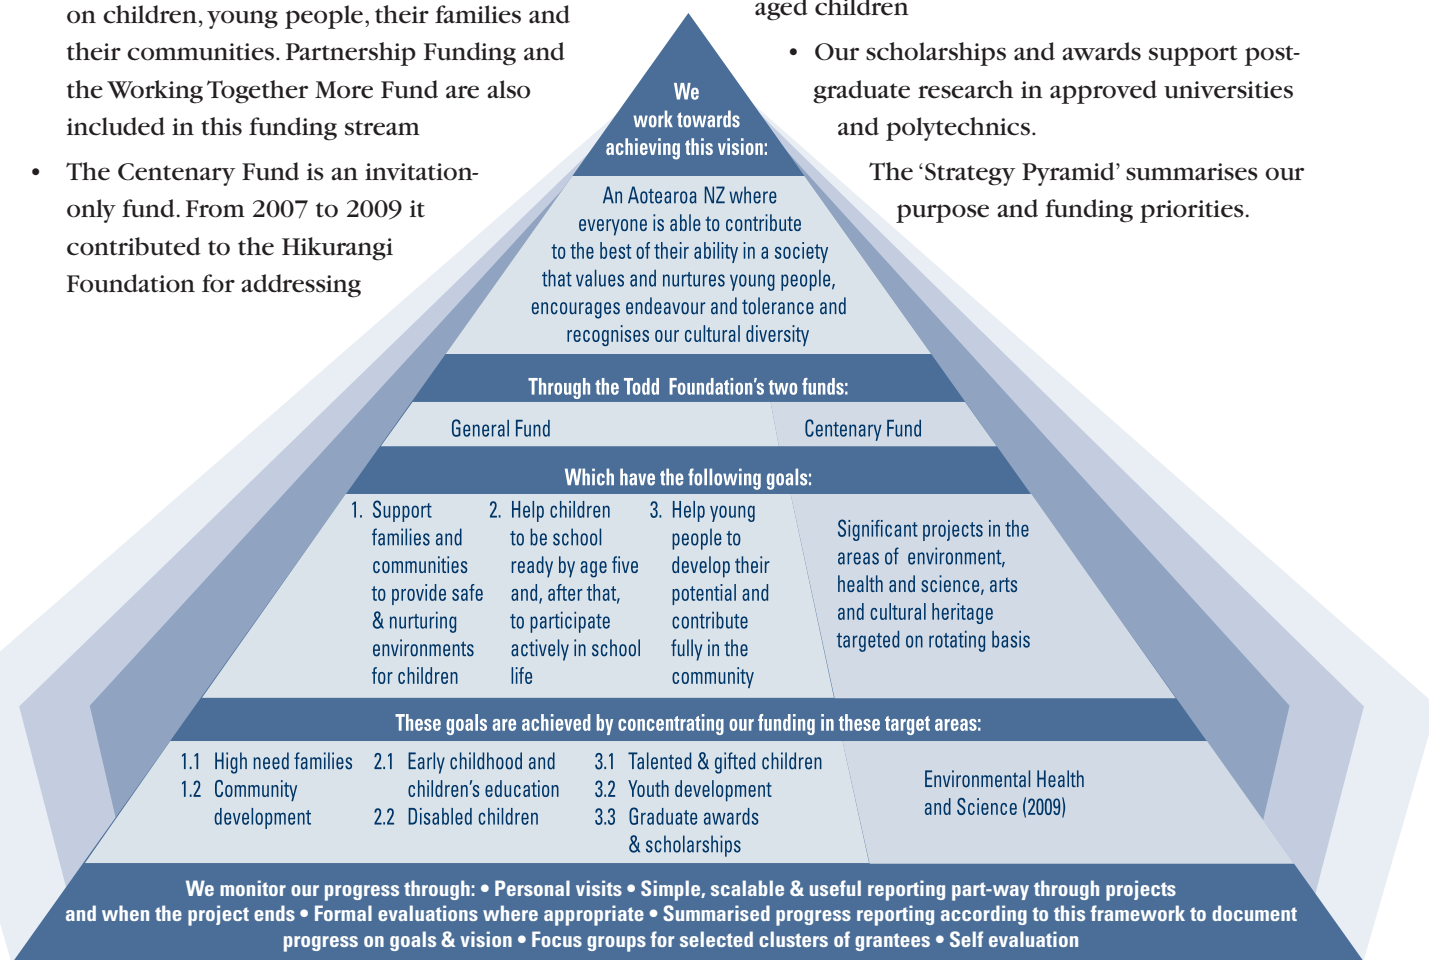 on children, young people, their families and
their communities. Partnership Funding and
the Working Together More Fund are also
included in this funding stream
• The Centenary Fund is an invitation-
only fund. From 2007 to 2009 it
contributed to the Hikurangi
Foundation for addressing
aged children
• Our scholarships and awards support post-
graduate research in approved universities
and polytechnics.
The ‘Strategy Pyramid’ summarises our
purpose and funding priorities.
We
work towards
achieving this vision:
An Aotearoa NZ where
everyone is able to contribute
to the best of their ability in a society
that values and nurtures young people,
encourages endeavour and tolerance and
recognises our cultural diversity
Through the Todd Foundation’s two funds:
General Fund
Centenary Fund
Which have the following goals:
1. Support
families and
communities
to provide safe
& nurturing
environments
for children
2. Help children
to be school
ready by age five
and, after that,
to participate
actively in school
life
3. Help young
people to
develop their
potential and
contribute
fully in the
community
Significant projects in the
areas of environment,
health and science, arts
and cultural heritage
targeted on rotating basis
These goals are achieved by concentrating our funding in these target areas:
1.1 High need families
1.2 Community
development
2.1 Early childhood and
children’s education
2.2 Disabled children
3.1 Talented & gifted children
3.2 Youth development
3.3 Graduate awards
& scholarships
Environmental Health
and Science (2009)
We monitor our progress through: • Personal visits • Simple, scalable & useful reporting part-way through projects
and when the project ends • Formal evaluations where appropriate • Summarised progress reporting according to this framework to document
progress on goals & vision • Focus groups for selected clusters of grantees • Self evaluation